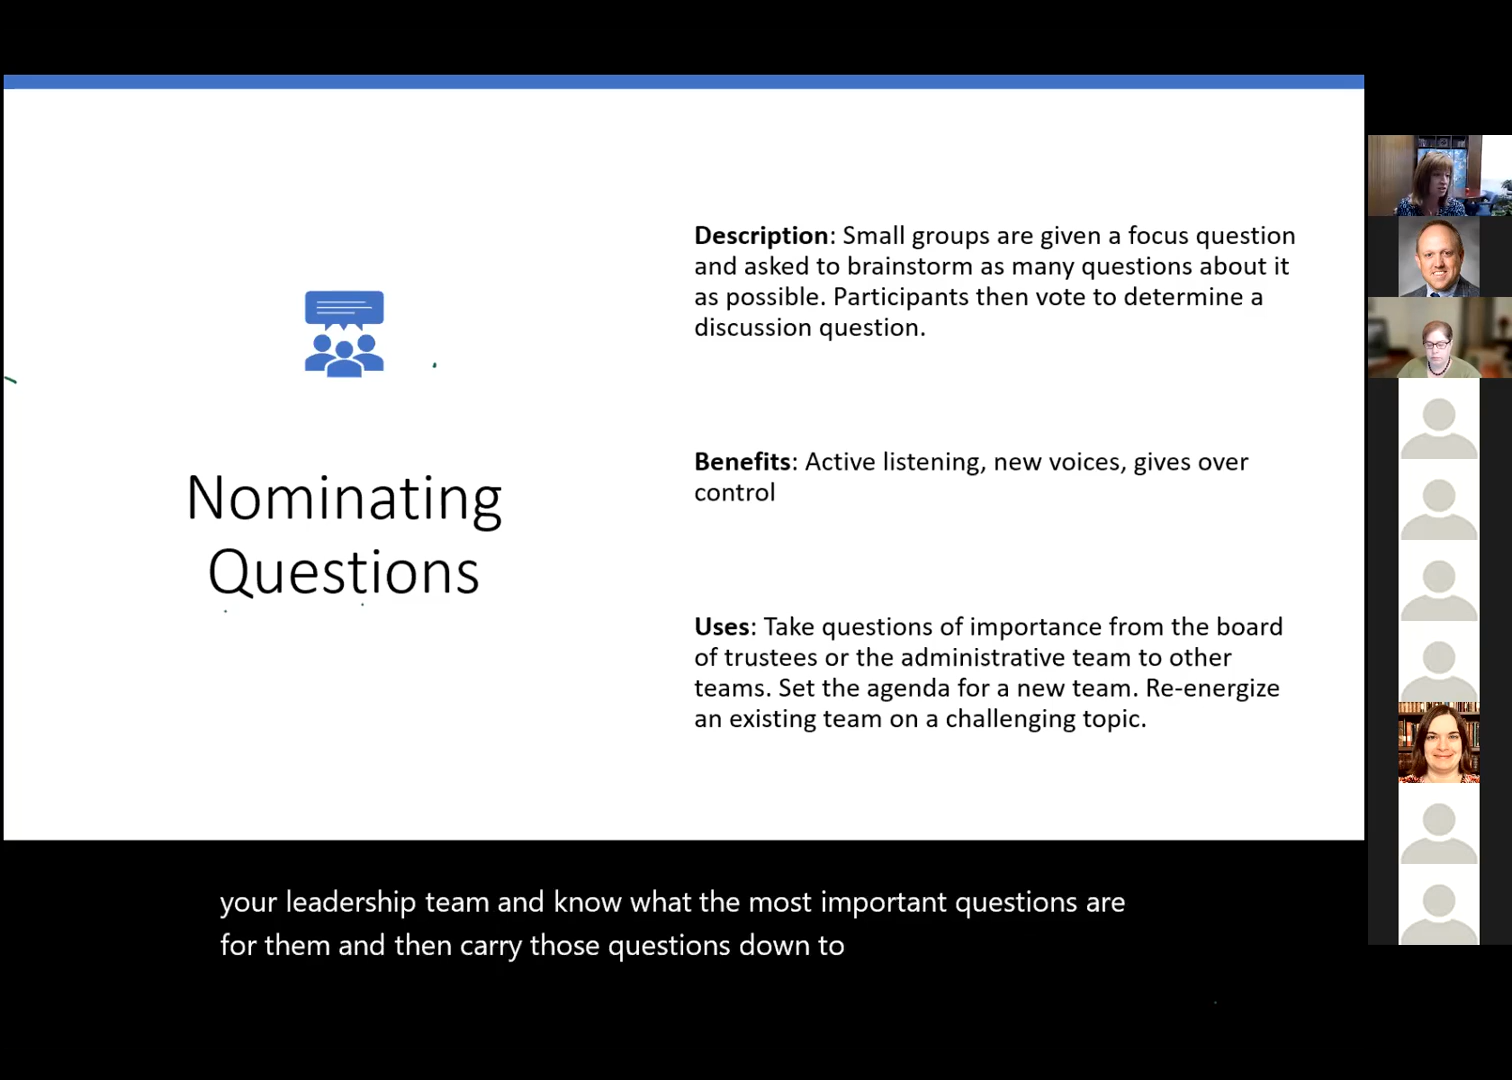 Description: Small groups are given a focus question
and asked to brainstorm as many questions about it
as possible. Participants then vote to determine a
discussion question.
Nominating
Questions
Benefits: Active listening, new voices, gives over
control
Uses: Take questions of importance from the board
of trustees or the administrative team to other
teams. Set the agenda for a new team. Re-energize
an existing team on a challenging topic.
your leadership team and know what the most important questions are
for them and then carry those questions down to